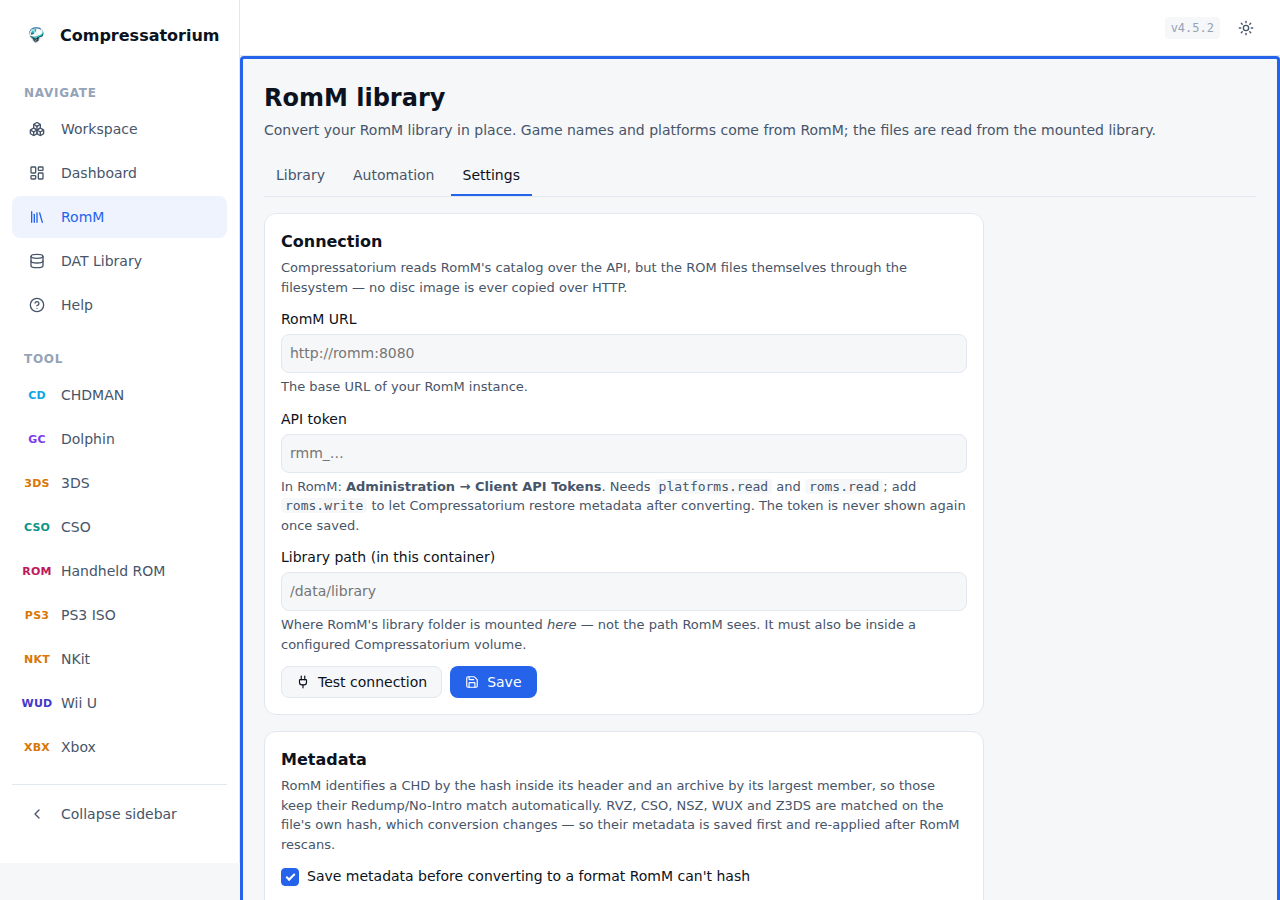 Compressatorium
v4.5.2
NAVIGATE
Workspace
Dashboard
RomM
DAT Library
Help
TOOL
CD CHDMAN
GC Dolphin
3DS 3DS
CSO CSO
ROM Handheld ROM
PS3 PS3 ISO
NKT NKit
WUD Wii U
XBX Xbox
Collapse sidebar
RomM library
Convert your RomM library in place. Game names and platforms come from RomM; the files are read from the mounted library.
Library Automation Settings
Connection
Compressatorium reads RomM's catalog over the API, but the ROM files themselves through the
filesystem — no disc image is ever copied over HTTP.
RomM URL
http://romm:8080
The base URL of your RomM instance.
API token
rmm_…
In RomM: Administration → Client API Tokens. Needs platforms.read and roms.read; add
roms.write to let Compressatorium restore metadata after converting. The token is never shown again
once saved.
Library path (in this container)
/data/library
Where RomM's library folder is mounted here — not the path RomM sees. It must also be inside a
configured Compressatorium volume.
Test connection Save
Metadata
RomM identifies a CHD by the hash inside its header and an archive by its largest member, so those
keep their Redump/No-Intro match automatically. RVZ, CSO, NSZ, WUX and Z3DS are matched on the
file's own hash, which conversion changes — so their metadata is saved first and re-applied after RomM
rescans.
Save metadata before converting to a format RomM can't hash